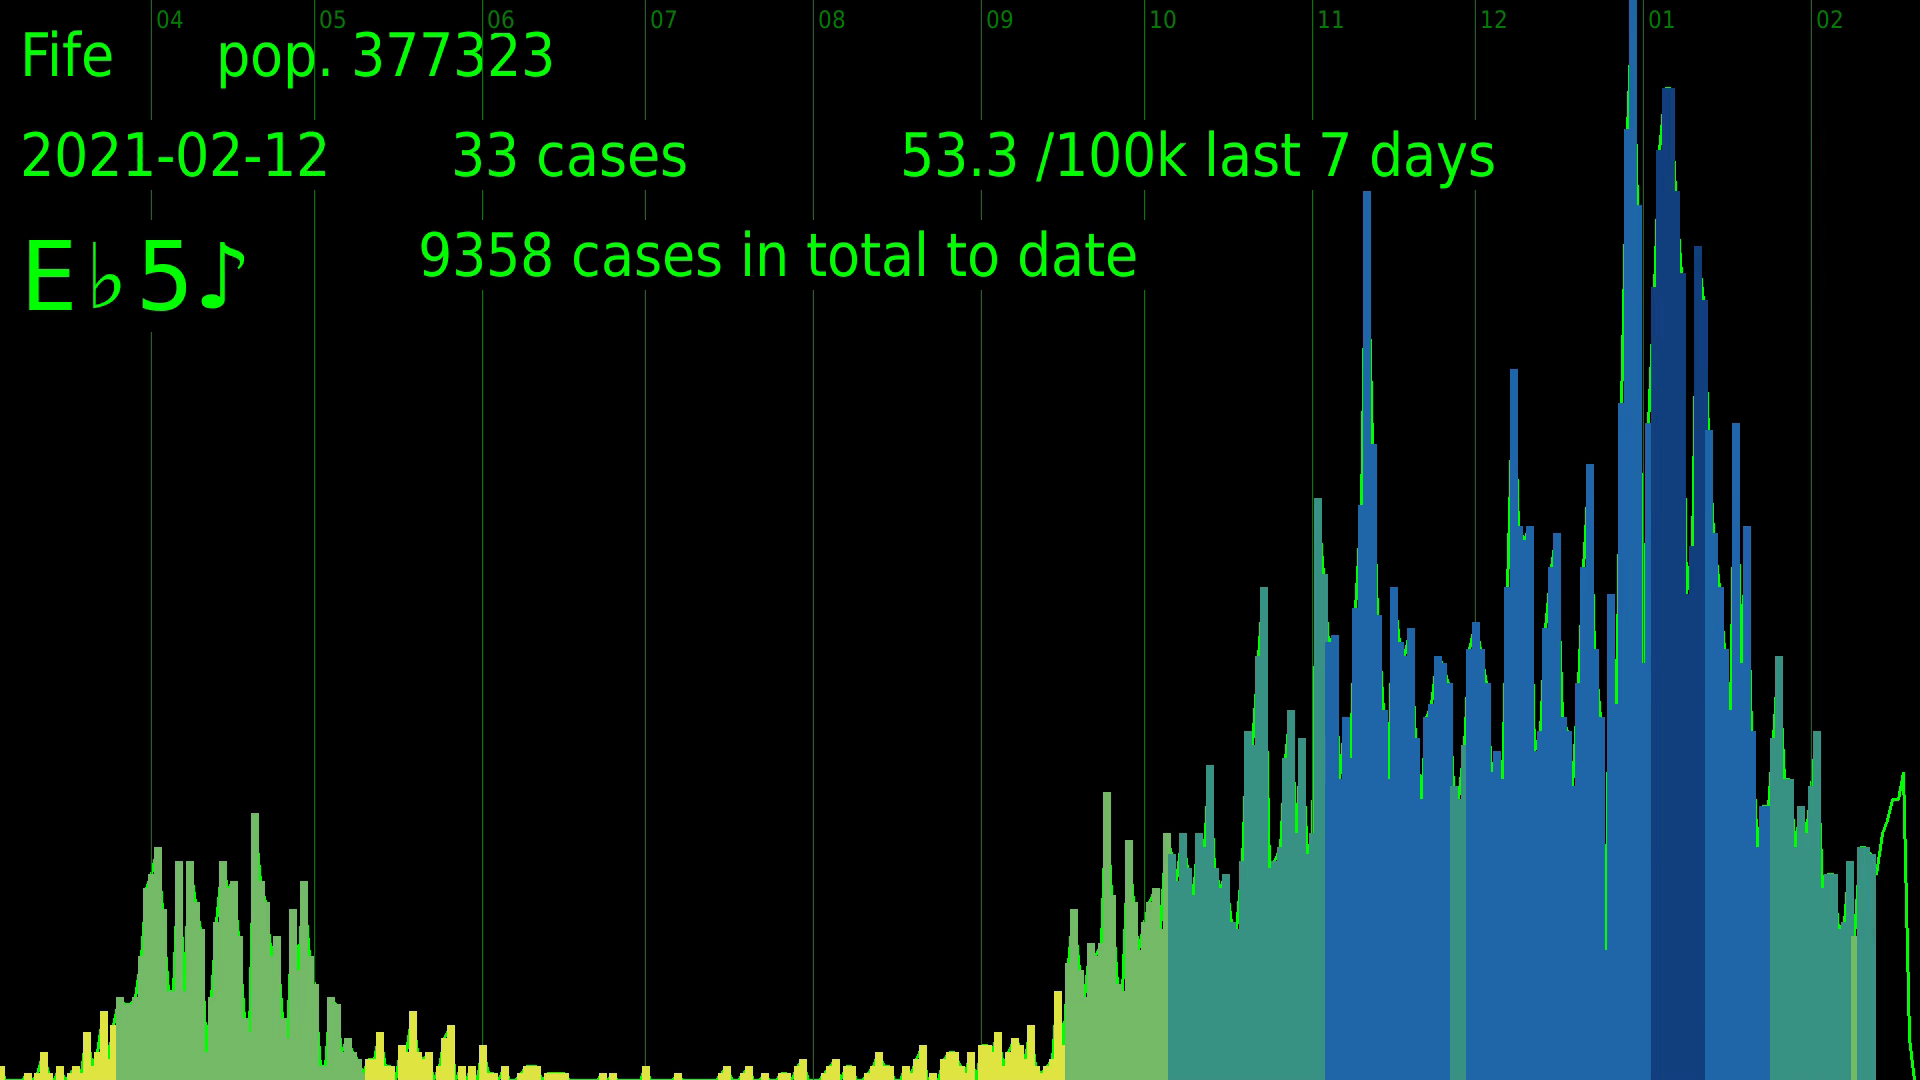 04 05 06 07 08 09 10 11 12 01 02
Fife pop. 377323
2021-02-12 33 cases 53.3 /100k last 7 days
E♭5♪ 9358 cases in total to date